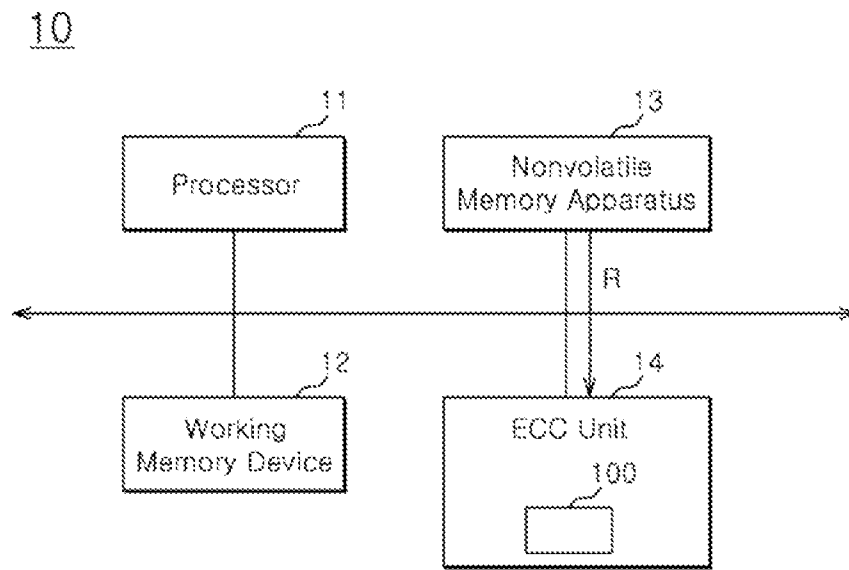 10
11
Processor
13
Nonvolatile
Memory Apparatus
R
12
Working
Memory Device
14
ECC Unit
100